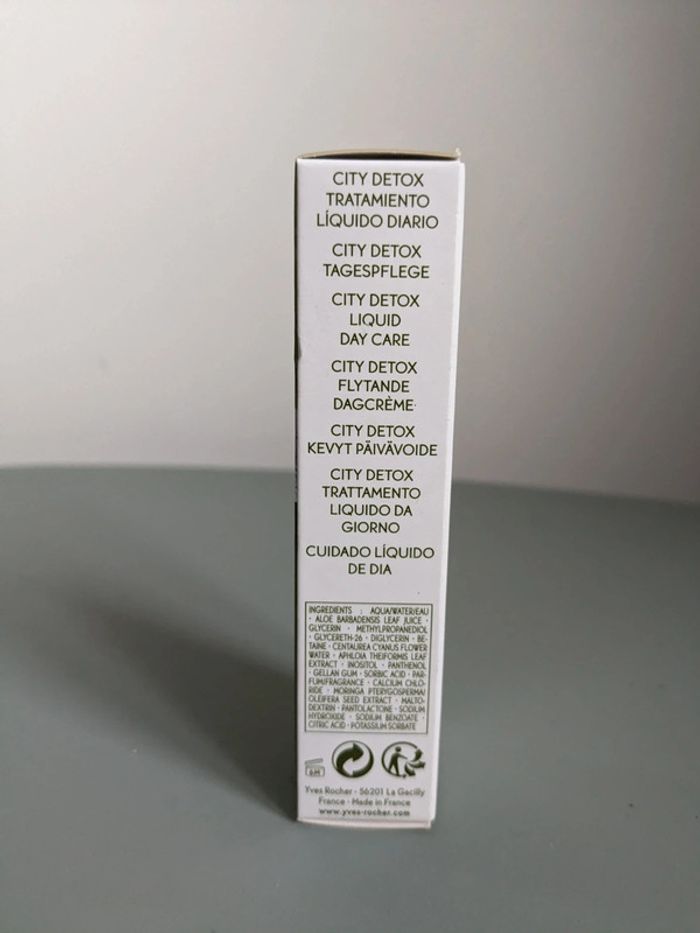 CITY DETOX
TRATAMIENTO
LÍQUIDO DIARIO
CITY DETOX
TAGESPFLEGE
CITY DETOX
LIQUID
DAY CARE
CITY DETOX
FLYTANDE
DAGCRÈME·
CITY DETOX
KEVYT PÄIVÄVOIDE
CITY DETOX
TRATTAMENTO
LIQUIDO DA
GIORNO
CUIDADO LÍQUIDO
DE DIA
INGREDIENTS : AQUA/WATER/EAU
· ALOE BARBADENSIS LEAF JUICE ·
GLYCERIN · METHYLPROPANEDIOL
· GLYCERETH-26 · DIGLYCERIN · BE-
TAINE · CENTAUREA CYANUS FLOWER
WATER · APHLOIA THEIFORMIS LEAF
EXTRACT · INOSITOL · PANTHENOL
· GELLAN GUM · SORBIC ACID · PAR-
FUM/FRAGRANCE · CALCIUM CHLO-
RIDE · MORINGA PTERYGOSPERMA/
OLEIFERA SEED EXTRACT · MALTO-
DEXTRIN · PANTOLACTONE · SODIUM
HYDROXIDE · SODIUM BENZOATE ·
CITRIC ACID · POTASSIUM SORBATE
6M
Yves Rocher · 56201 La Gacilly
France · Made in France
www.yves-rocher.com